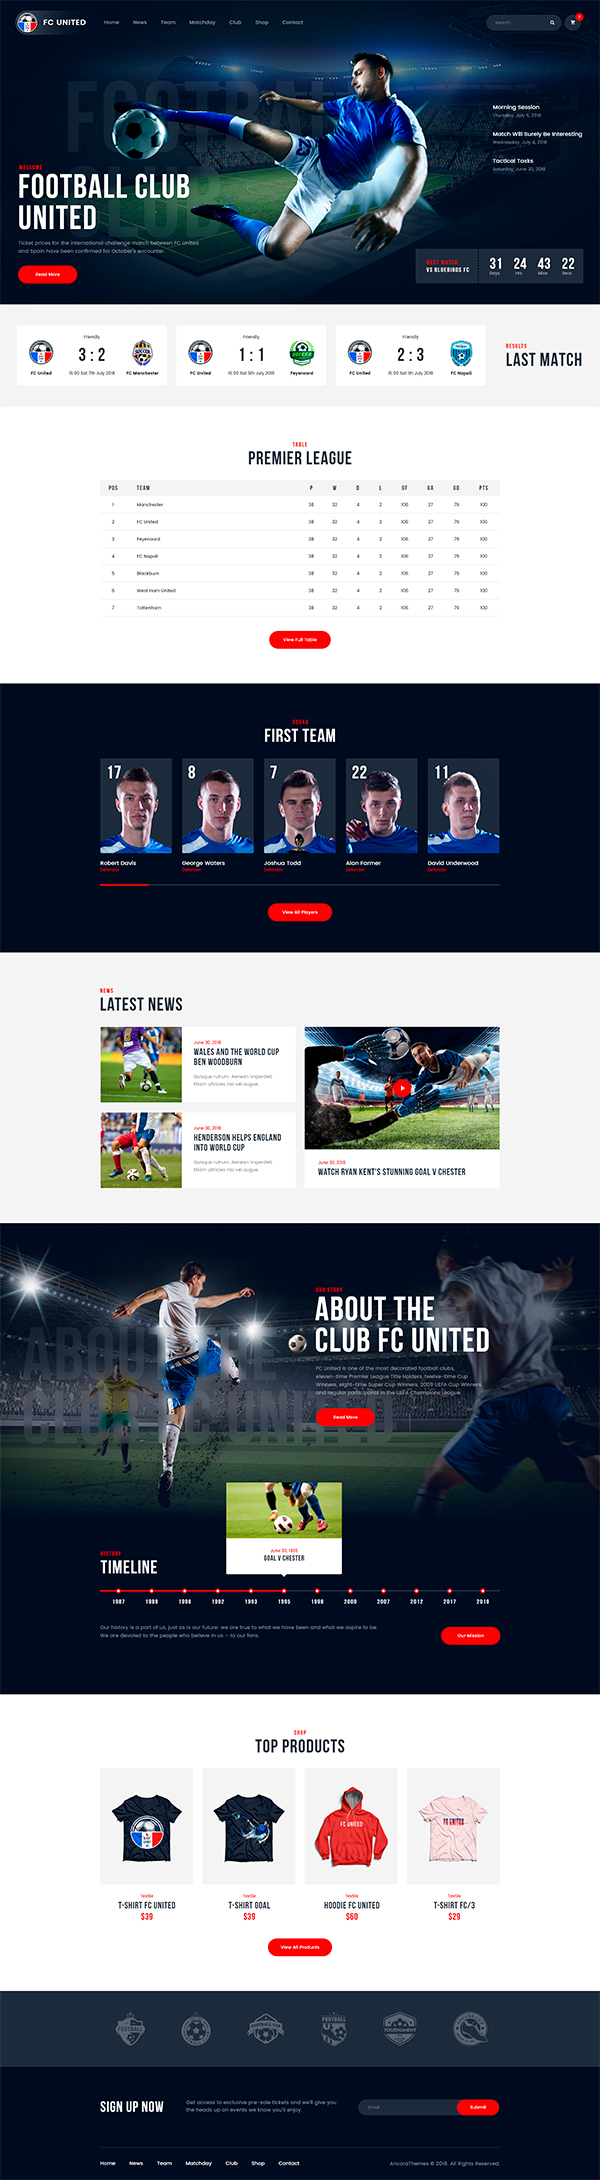 FC UNITED
Home News Team Matchday Club Shop Contact
search...
FOOTBALL CLUB
Morning Session
Thursday, July 5, 2018
Match Will Surely Be Interesting
Wednesday, July 4, 2018
Tactical Tasks
Saturday, June 30, 2018
WELCOME
FOOTBALL CLUB
UNITED
Ticket prices for the international challenge match between FC United
and Spain have been confirmed for October's encounter.
Read More
NEXT MATCH
VS BLUEBIRDS FC
31 24 43 22
Days Hrs Mins Secs
Friendly
3 : 2
FC United 15:00 Sat 7th July 2018 FC Manchester
Friendly
1 : 1
FC United 15:00 Sat 5th July 2018 Feyenoord
Friendly
2 : 3
FC United 15:00 Sat 1th July 2018 FC Napoli
RESULTS
LAST MATCH
TABLE
PREMIER LEAGUE
POS TEAM P W D L GF GA GD PTS
1 Manchester 38 32 4 2 106 27 79 100
2 FC United 38 32 4 2 106 27 79 100
3 Feyenoord 38 32 4 2 106 27 79 100
4 FC Napoli 38 32 4 2 106 27 79 100
5 Blackburn 38 32 4 2 106 27 79 100
6 West Ham United 38 32 4 2 106 27 79 100
7 Tottenham 38 32 4 2 106 27 79 100
View Full Table
SQUAD
FIRST TEAM
17 8 7 22 11
Robert Davis George Waters Joshua Todd Alan Farmer David Underwood
Defender Defender Defender Defender Defender
View All Players
NEWS
LATEST NEWS
June 30, 2018
WALES AND THE WORLD CUP
BEN WOODBURN
Quisque rutrum. Aenean imperdiet.
Etiam ultricies nisi vel augue.
June 30, 2018
HENDERSON HELPS ENGLAND
INTO WORLD CUP
Quisque rutrum. Aenean imperdiet.
Etiam ultricies nisi vel augue.
June 30, 2018
WATCH RYAN KENT'S STUNNING GOAL V CHESTER
OUR STORY
ABOUT THE
CLUB FC UNITED
FC United is one of the most decorated football clubs,
eleven-time Premier League Title Holders, twelve-time Cup
Winners, eight-time Super Cup Winners, 2009 UEFA Cup Winners
and regular participants in the UEFA Champions League.
Read More
ABOUT THE
CLUB FC UNITED
June 30, 1995
GOAL V CHESTER
HISTORY
TIMELINE
1987 1988 1988 1992 1993 1995 1998 2000 2007 2012 2017 2019
Our history is a part of us, just as is our future: we are true to what we have been and what we aspire to be.
We are devoted to the people who believe in us – to our fans.
Our Mission
SHOP
TOP PRODUCTS
FC UNITED
FC UNITED
Textile Textile Textile Textile
T-SHIRT FC UNITED T-SHIRT GOAL HOODIE FC UNITED T-SHIRT FC/3
$39 $39 $60 $29
View All Products
FOOTBALL
FOOTBALL CUP
FOOTBALL
TOURNAMENT
SIGN UP NOW
Get access to exclusive pre-sale tickets and we'll give you
the heads up on events we know you'll enjoy.
Email
Submit
Home News Team Matchday Club Shop Contact
AncoraThemes © 2018. All Rights Reserved.